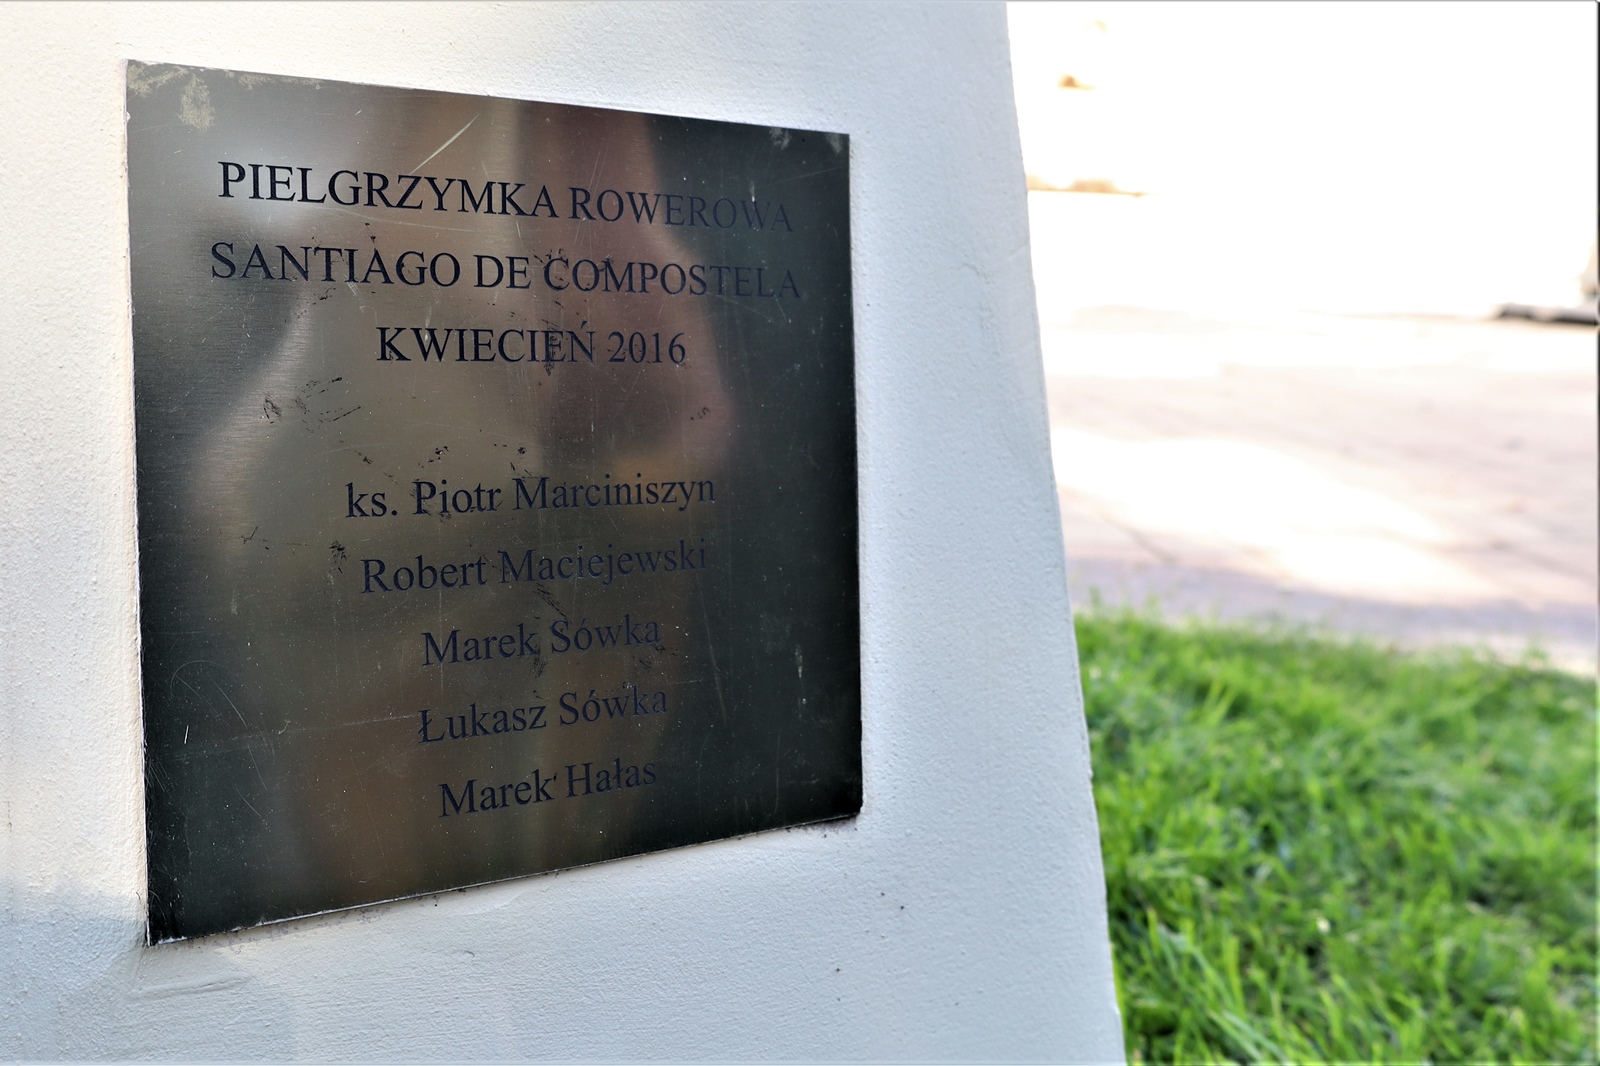 PIELGRZYMKA ROWEROWA
SANTIAGO DE COMPOSTELA
KWIECIEŃ 2016
ks. Piotr Marciniszyn
Robert Maciejewski
Marek Sówka
Łukasz Sówka
Marek Hałas